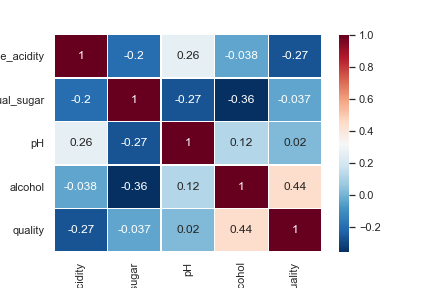 e_acidity 1 -0.2 0.26 -0.038 -0.27
ual_sugar -0.2 1 -0.27 -0.36 -0.037
pH 0.26 -0.27 1 0.12 0.02
alcohol -0.038 -0.36 0.12 1 0.44
quality -0.27 -0.037 0.02 0.44 1
cidity
sugar
pH
cohol
uality
1.0
0.8
0.6
0.4
0.2
0.0
-0.2